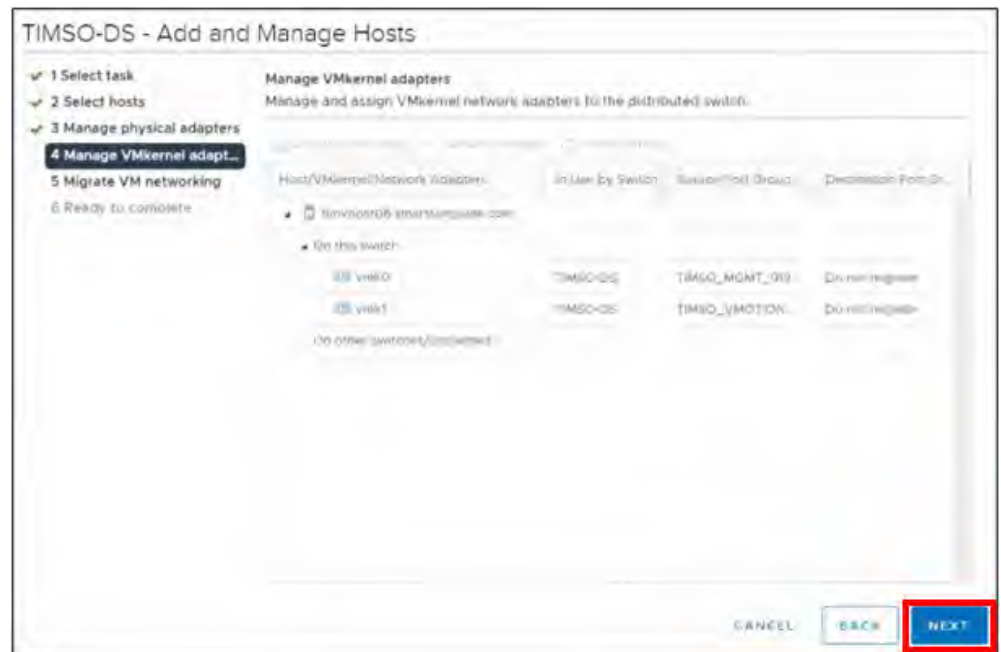 TIMSO-DS - Add and Manage Hosts
1 Select task
2 Select hosts
3 Manage physical adapters
4 Manage VMkernel adapt...
5 Migrate VM networking
6 Ready to complete
Manage VMkernel adapters
Manage and assign VMkernel network adapters to the distributed switch.
Host/VMkernel Network Adapters In Use by Switch Source Port Group Destination Port Gr...
On this switch
vmk0 TIMSO-DS Do not migrate
vmk1 TIMSO-DS TIMSO_VMOTION... Do not migrate
On other switches/unclaimed
CANCEL BACK NEXT